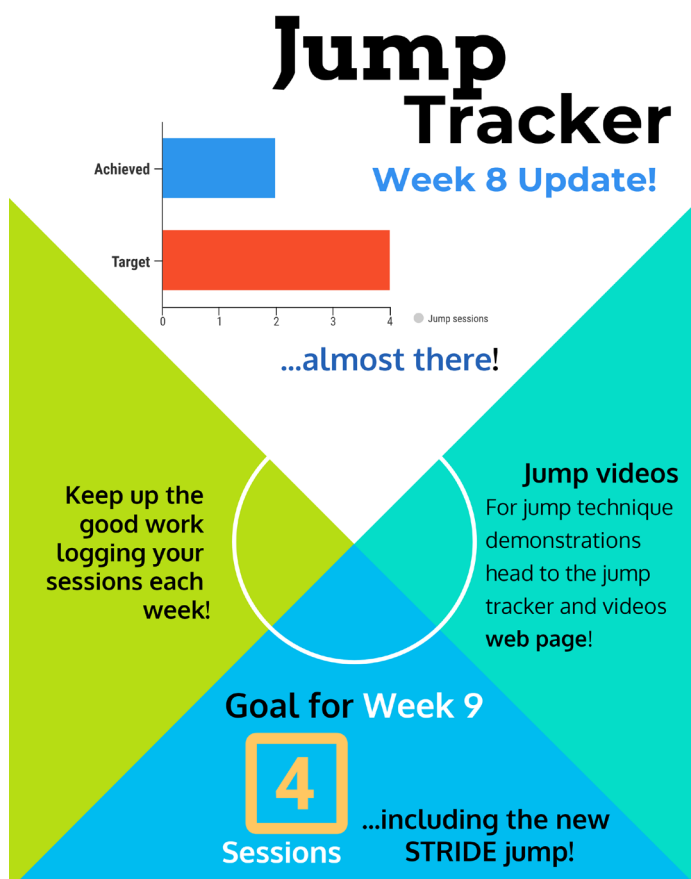 Jump
Tracker
Week 8 Update!
Achieved
Target
0 1 2 3 4
Jump sessions
...almost there!
Keep up the
good work
logging your
sessions each
week!
Jump videos
For jump technique
demonstrations
head to the jump
tracker and videos
web page!
Goal for Week 9
4
Sessions
...including the new
STRIDE jump!